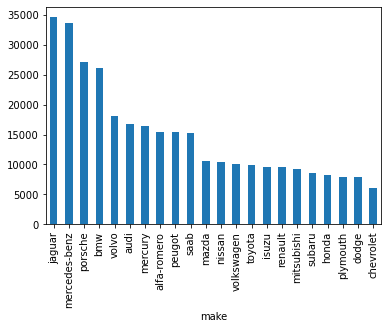 35000
30000
25000
20000
15000
10000
5000
0
jaguar
mercedes-benz
porsche
bmw
volvo
audi
mercury
alfa-romero
peugot
saab
mazda
nissan
volkswagen
toyota
isuzu
renault
mitsubishi
subaru
honda
plymouth
dodge
chevrolet
make